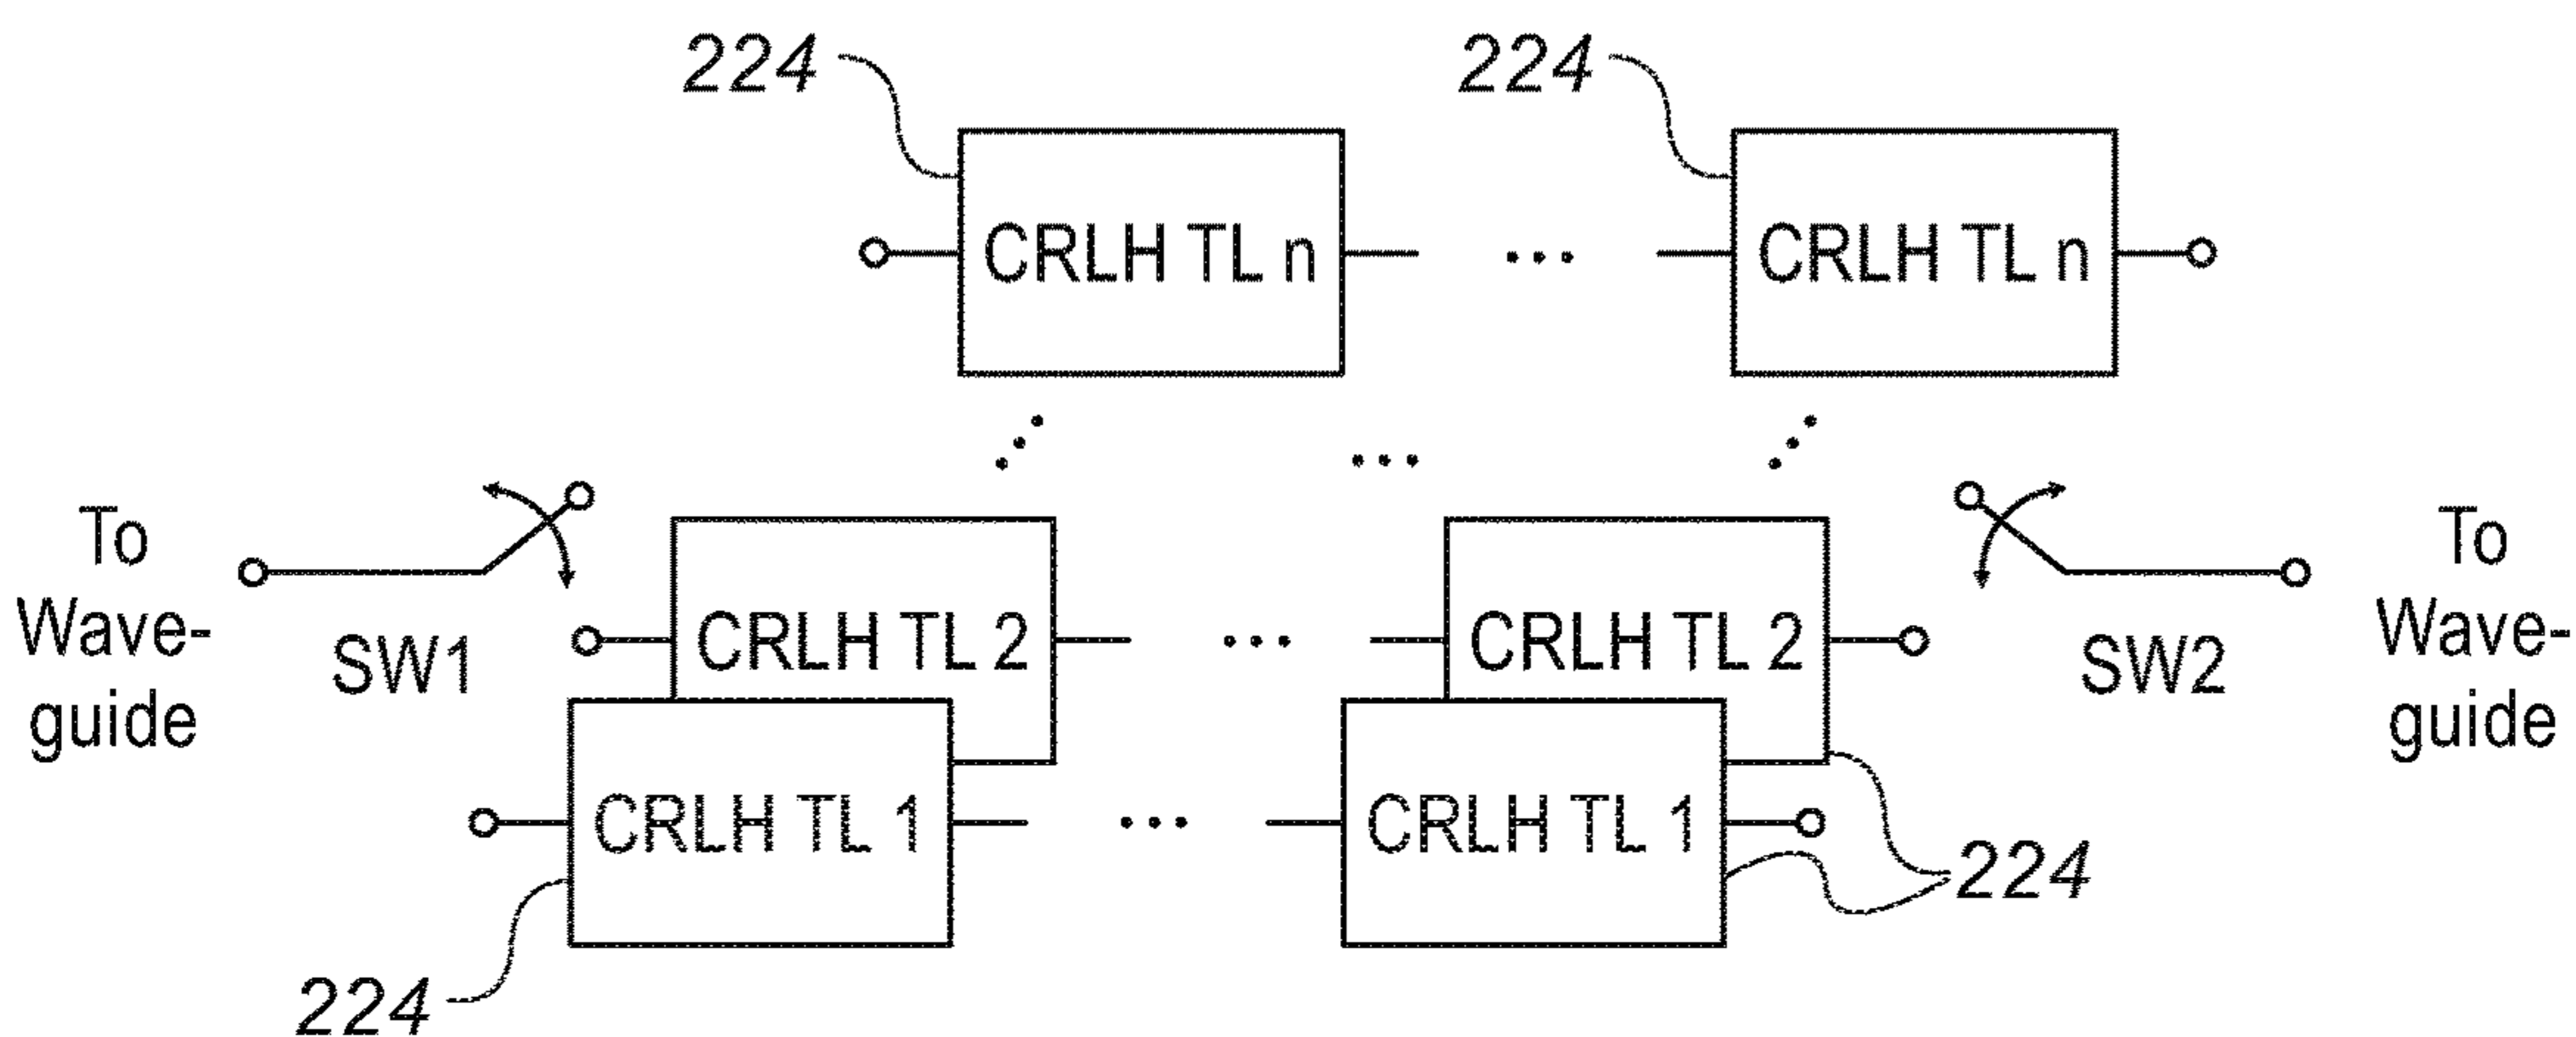 224 224
CRLH TL n ... CRLH TL n
... ... ...
To
Wave-
guide
SW1
CRLH TL 2 ... CRLH TL 2
SW2
To
Wave-
guide
CRLH TL 1 ... CRLH TL 1
224
224